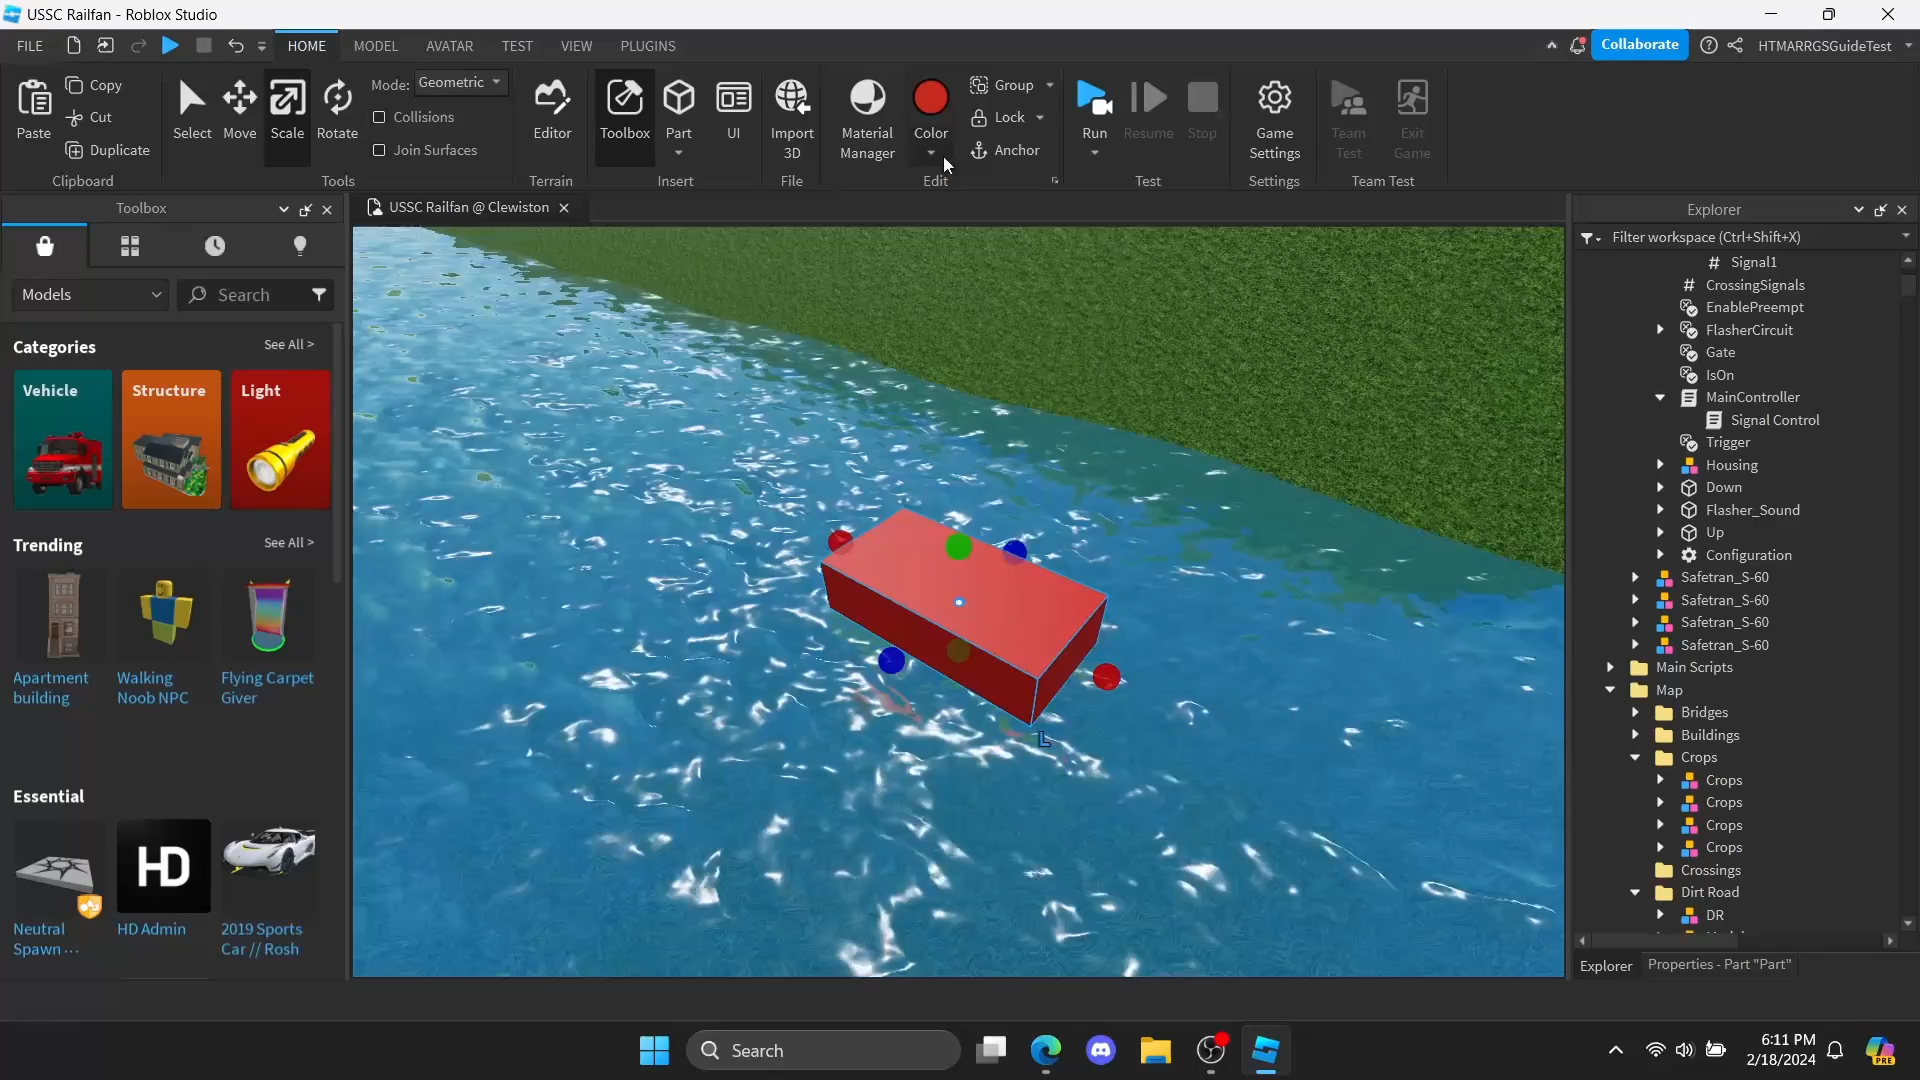 USSC Railfan - Roblox Studio
FILE
HOME
MODEL
AVATAR
TEST
VIEW
PLUGINS
Collaborate
HTMARRGSGuideTest
Paste
Copy
Cut
Duplicate
Clipboard
Select
Move
Scale
Rotate
Mode: Geometric
Collisions
Join Surfaces
Tools
Editor
Terrain
Toolbox
Part
UI
Insert
Import
3D
File
Material
Manager
Color
Group
Lock
Anchor
Edit
Run
Resume
Stop
Test
Game
Settings
Settings
Team
Test
Exit
Game
Team Test
Toolbox
Models
Search
Categories
See All >
Vehicle
Structure
Light
Trending
See All >
Apartment
building
Walking
Noob NPC
Flying Carpet
Giver
Essential
HD
Neutral
Spawn ...
HD Admin
2019 Sports
Car // Rosh
USSC Railfan @ Clewiston
L
Explorer
Filter workspace (Ctrl+Shift+X)
# Signal1
# CrossingSignals
EnablePreempt
FlasherCircuit
Gate
IsOn
MainController
Signal Control
Trigger
Housing
Down
Flasher_Sound
Up
Configuration
Safetran_S-60
Safetran_S-60
Safetran_S-60
Safetran_S-60
Main Scripts
Map
Bridges
Buildings
Crops
Crops
Crops
Crops
Crops
Crossings
Dirt Road
DR
Explorer
Properties - Part "Part"
Search
6:11 PM
2/18/2024
PRE